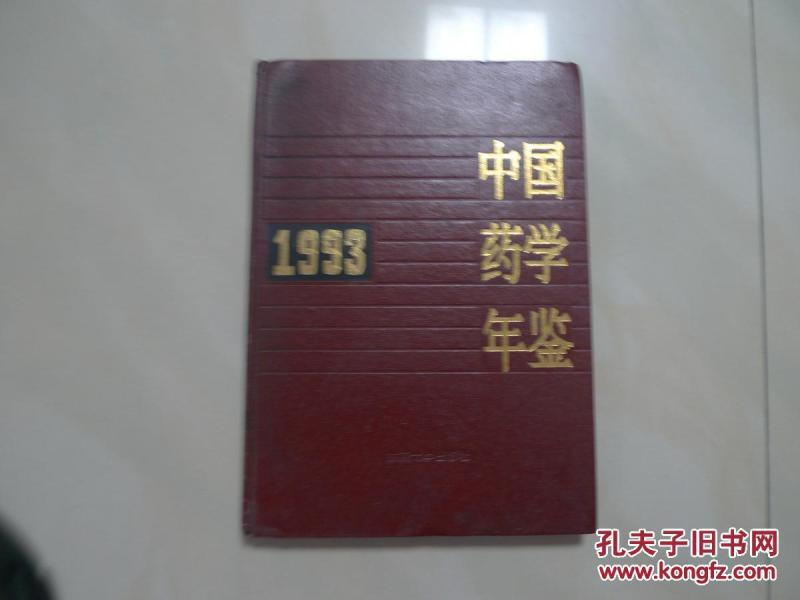 中国
药学
年鉴
1993
孔夫子旧书网
www.kongfz.com